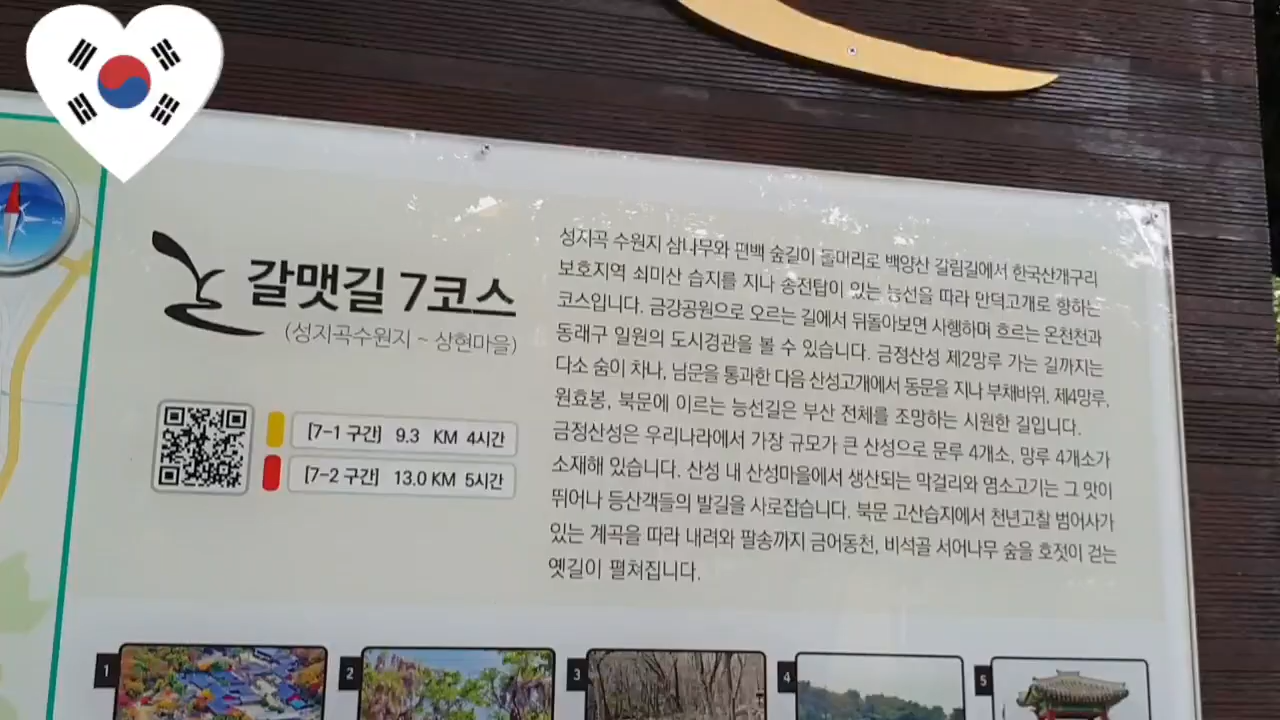 갈맷길 7코스
(성지곡수원지 ~ 상현마을)
[7-1 구간] 9.3 KM 4시간
[7-2 구간] 13.0 KM 5시간
성지곡 수원지 삼나무와 편백 숲길이 들머리로 백양산 갈림길에서 한국산개구리
보호지역 쇠미산 습지를 지나 송전탑이 있는 능선을 따라 만덕고개로 향하는
코스입니다. 금강공원으로 오르는 길에서 뒤돌아보면 사행하며 흐르는 온천천과
동래구 일원의 도시경관을 볼 수 있습니다. 금정산성 제2망루 가는 길까지는
다소 숨이 차나, 남문을 통과한 다음 산성고개에서 동문을 지나 부채바위, 제4망루,
원효봉, 북문에 이르는 능선길은 부산 전체를 조망하는 시원한 길입니다.
금정산성은 우리나라에서 가장 규모가 큰 산성으로 문루 4개소, 망루 4개소가
소재해 있습니다. 산성 내 산성마을에서 생산되는 막걸리와 염소고기는 그 맛이
뛰어나 등산객들의 발길을 사로잡습니다. 북문 고산습지에서 천년고찰 범어사가
있는 계곡을 따라 내려와 팔송까지 금어동천, 비석골 서어나무 숲을 호젓이 걷는
옛길이 펼쳐집니다.
1
2
3
4
5